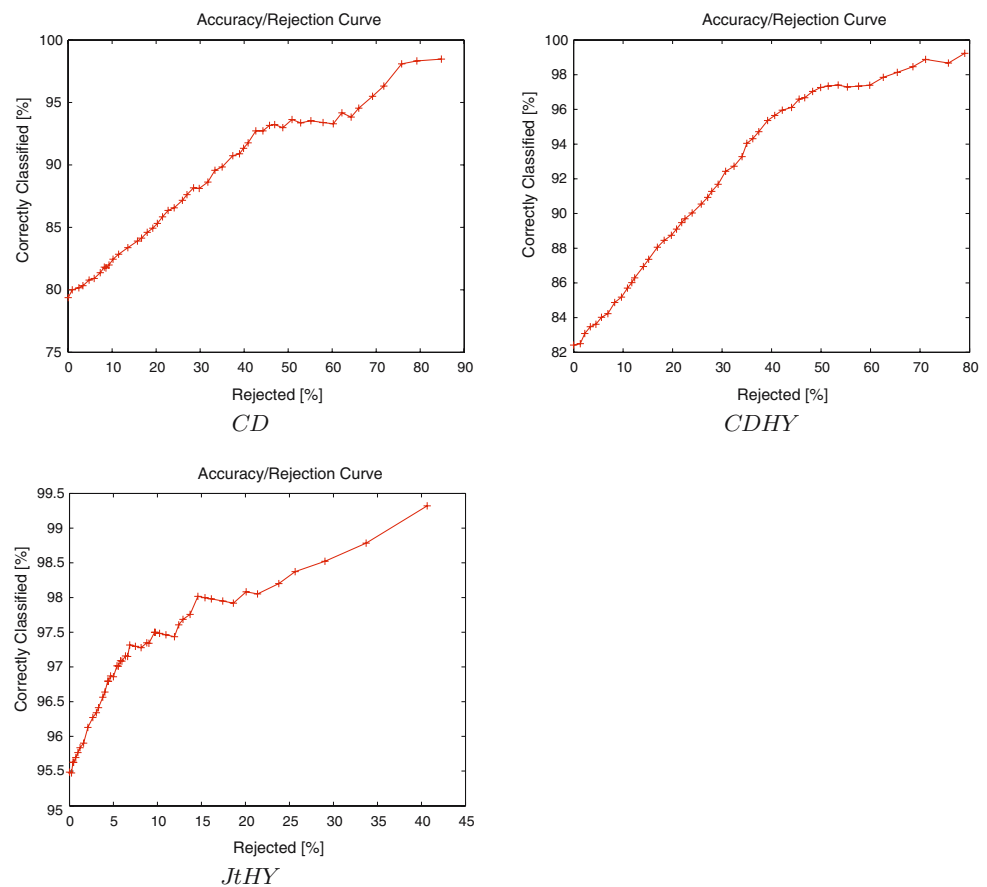 Accuracy/Rejection Curve
100
95
90
85
80
75
Correctly Classified [%]
0 10 20 30 40 50 60 70 80 90
Rejected [%]
CD
Accuracy/Rejection Curve
100
98
96
94
92
90
88
86
84
82
Correctly Classified [%]
0 10 20 30 40 50 60 70 80
Rejected [%]
CDHY
Accuracy/Rejection Curve
99.5
99
98.5
98
97.5
97
96.5
96
95.5
95
Correctly Classified [%]
0 5 10 15 20 25 30 35 40 45
Rejected [%]
JtHY